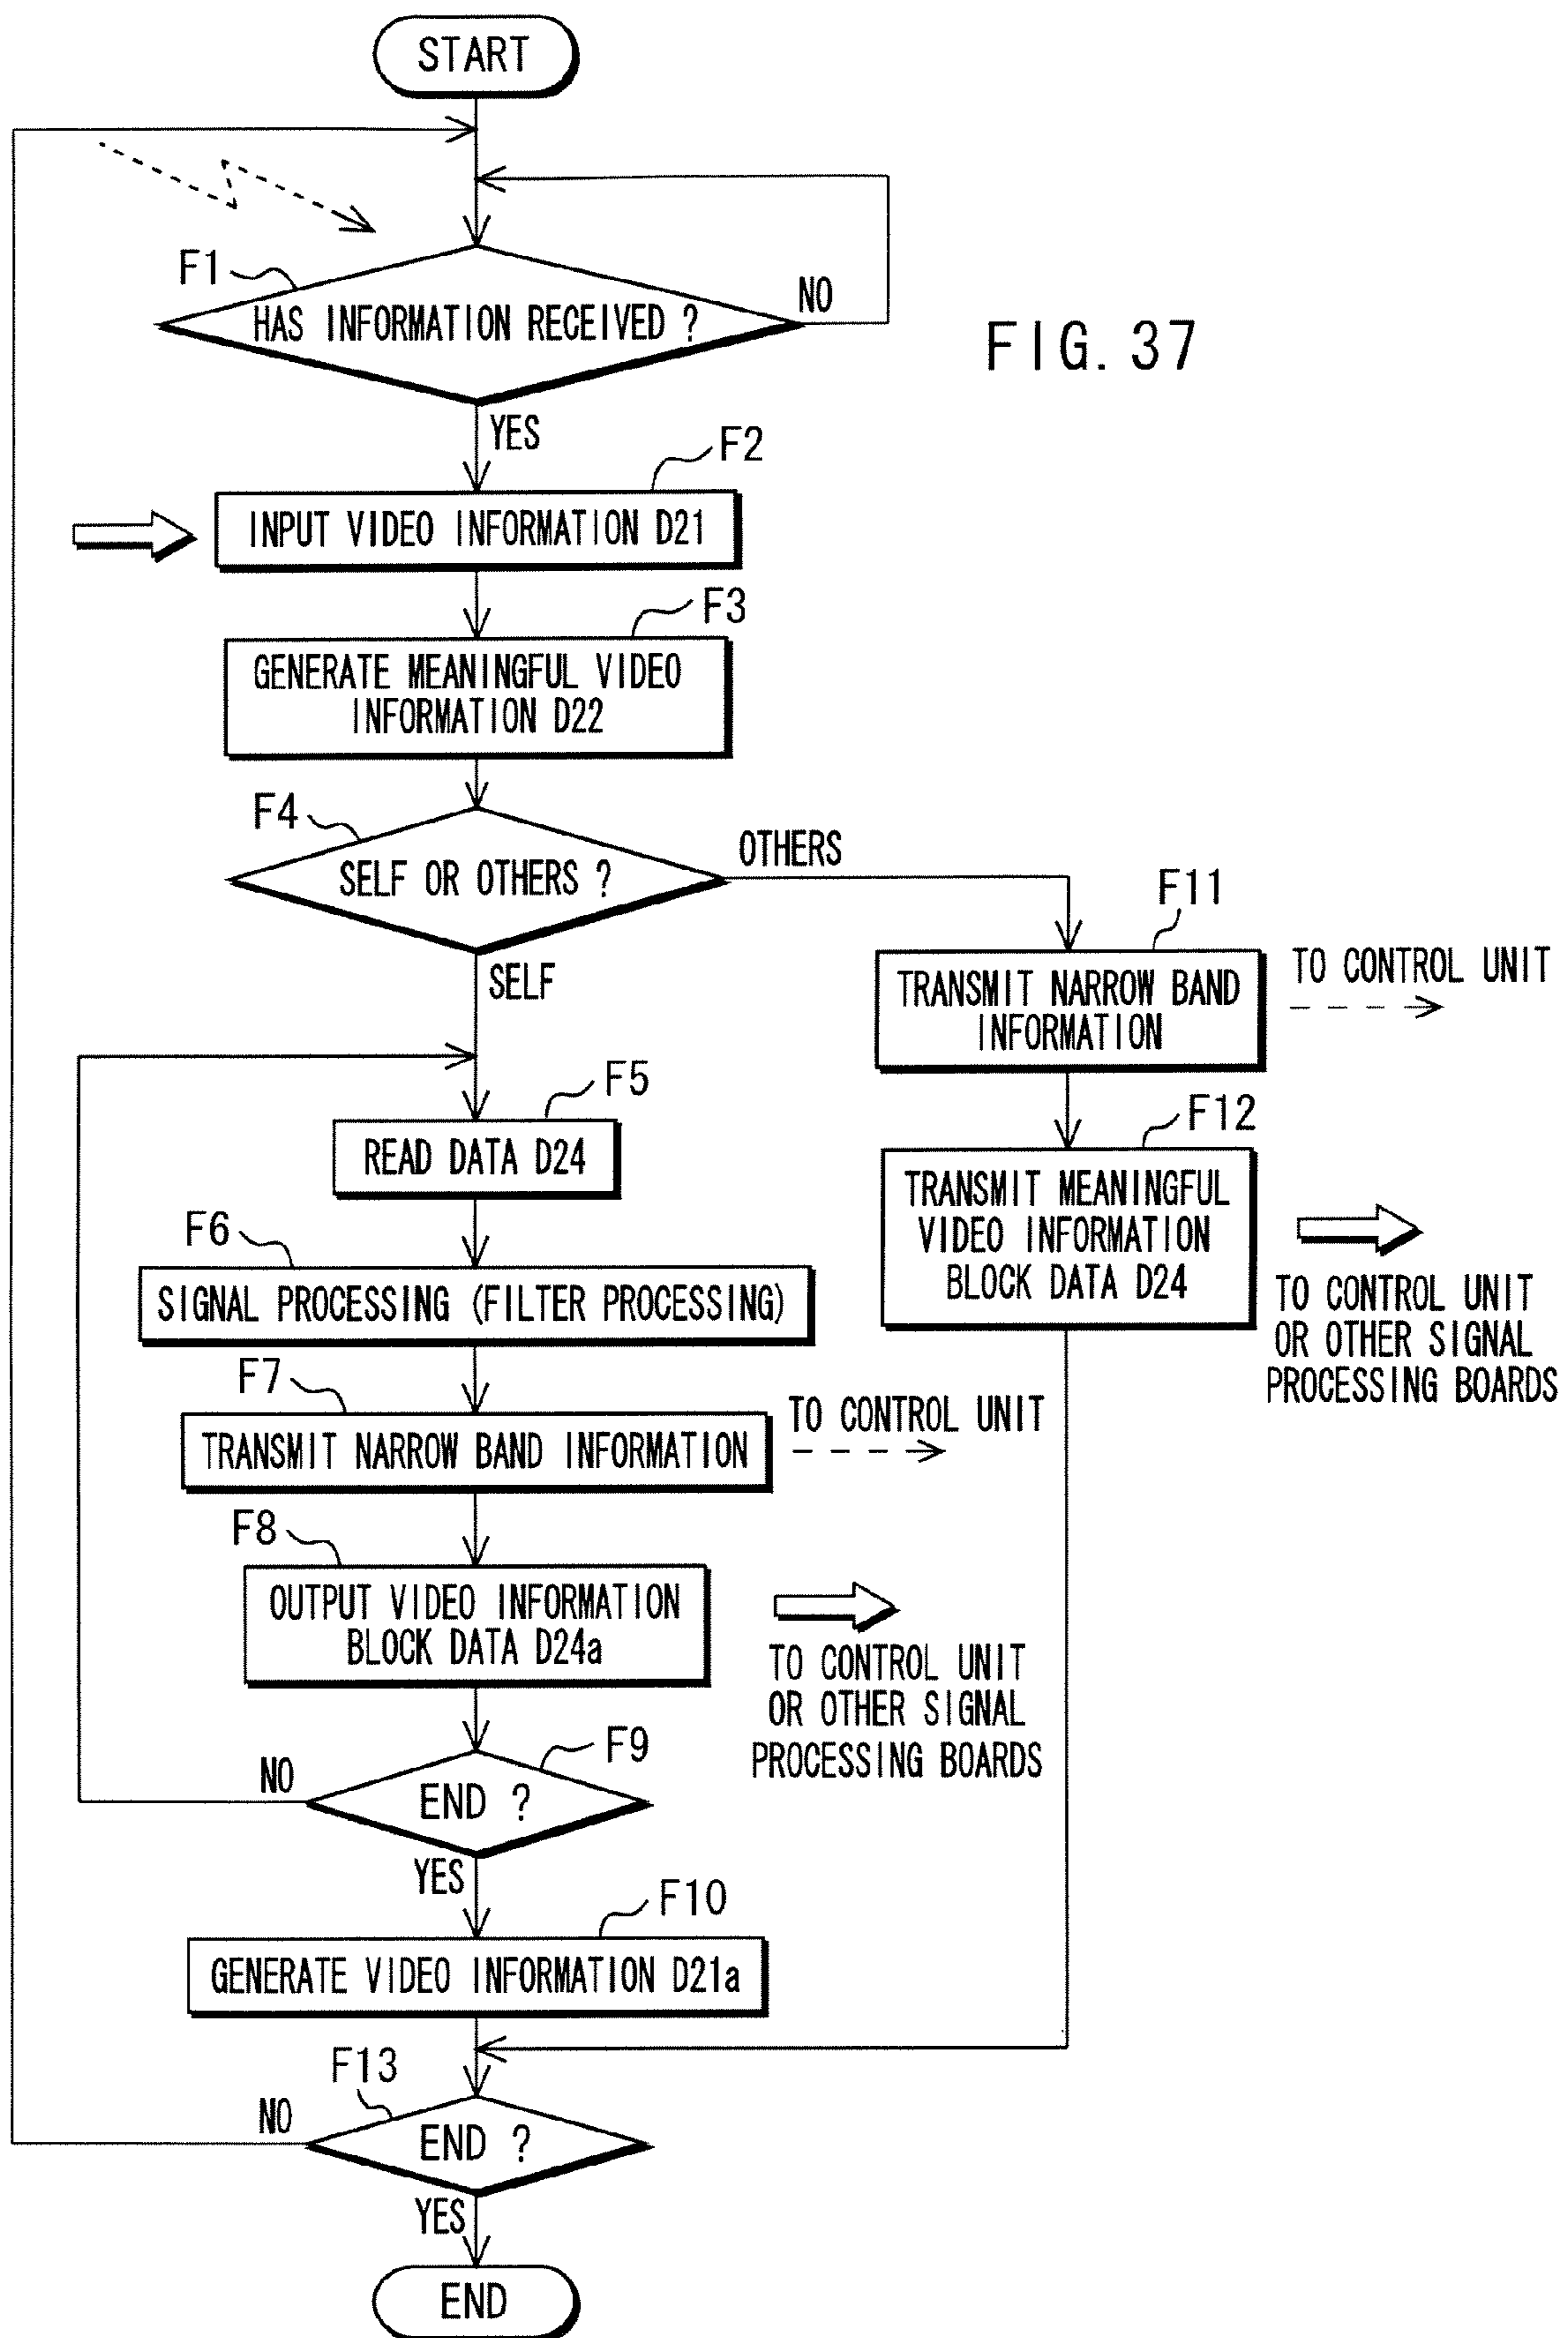 START
F1
HAS INFORMATION RECEIVED ?
NO
FIG. 37
YES
F2
INPUT VIDEO INFORMATION D21
F3
GENERATE MEANINGFUL VIDEO
INFORMATION D22
F4
SELF OR OTHERS ?
OTHERS
SELF
F11
TRANSMIT NARROW BAND
INFORMATION
TO CONTROL UNIT
F12
TRANSMIT MEANINGFUL
VIDEO INFORMATION
BLOCK DATA D24
TO CONTROL UNIT
OR OTHER SIGNAL
PROCESSING BOARDS
F5
READ DATA D24
F6
SIGNAL PROCESSING (FILTER PROCESSING)
F7
TRANSMIT NARROW BAND INFORMATION
TO CONTROL UNIT
F8
OUTPUT VIDEO INFORMATION
BLOCK DATA D24a
TO CONTROL UNIT
OR OTHER SIGNAL
PROCESSING BOARDS
F9
END ?
NO
YES
F10
GENERATE VIDEO INFORMATION D21a
F13
END ?
NO
YES
END